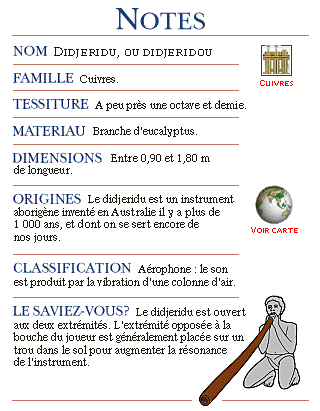 NOTES
NOM DIDJERIDU, OU DIDJERIDOU
CUIVRES
FAMILLE Cuivres.
TESSITURE A peu près une octave et demie.
MATERIAU Branche d'eucalyptus.
DIMENSIONS Entre 0,90 et 1,80 m
de longueur.
ORIGINES Le didjeridu est un instrument
aborigène inventé en Australie il y a plus de
1 000 ans, et dont on se sert encore de
nos jours.
VOIR CARTE
CLASSIFICATION Aérophone : le son
est produit par la vibration d'une colonne d'air.
LE SAVIEZ-VOUS? Le didjeridu est ouvert
aux deux extrémités. L'extrémité opposée à la
bouche du joueur est généralement placée sur un
trou dans le sol pour augmenter la résonance
de l'instrument.